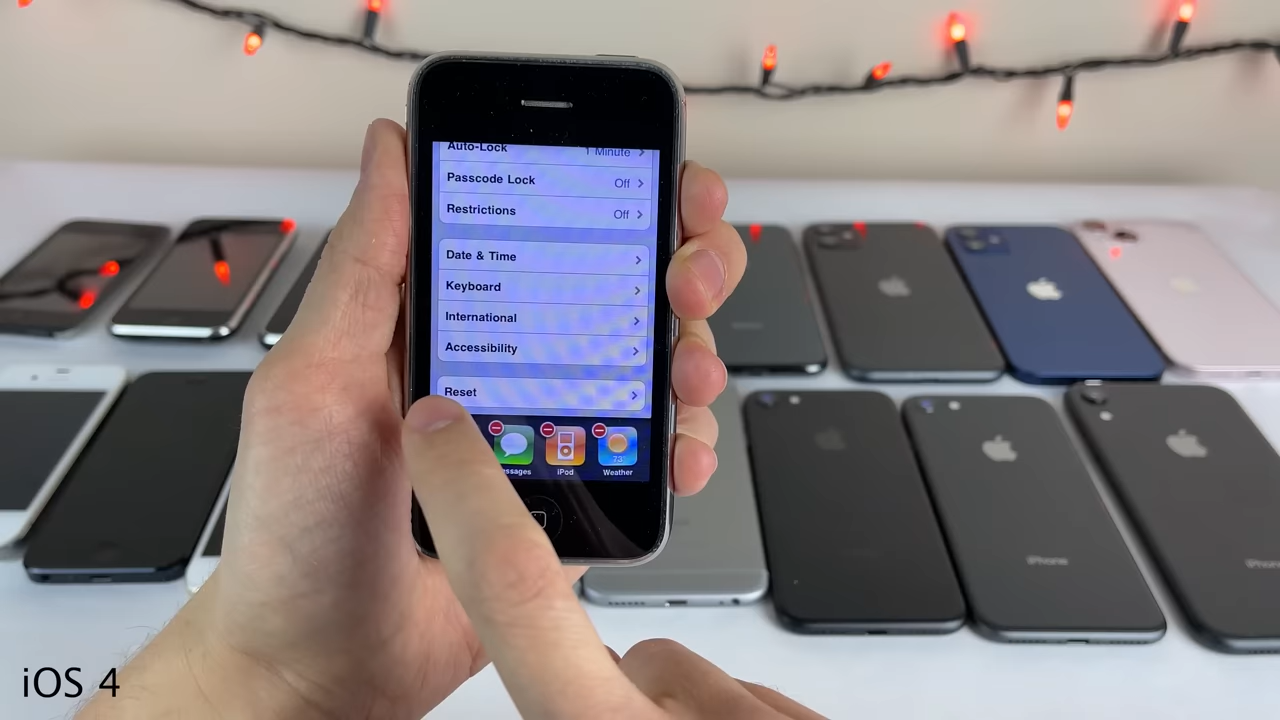 Auto-Lock 1 Minute
Passcode Lock Off
Restrictions Off
Date & Time
Keyboard
International
Accessibility
Reset
ssages iPod Weather
73°
iPhone
iOS 4